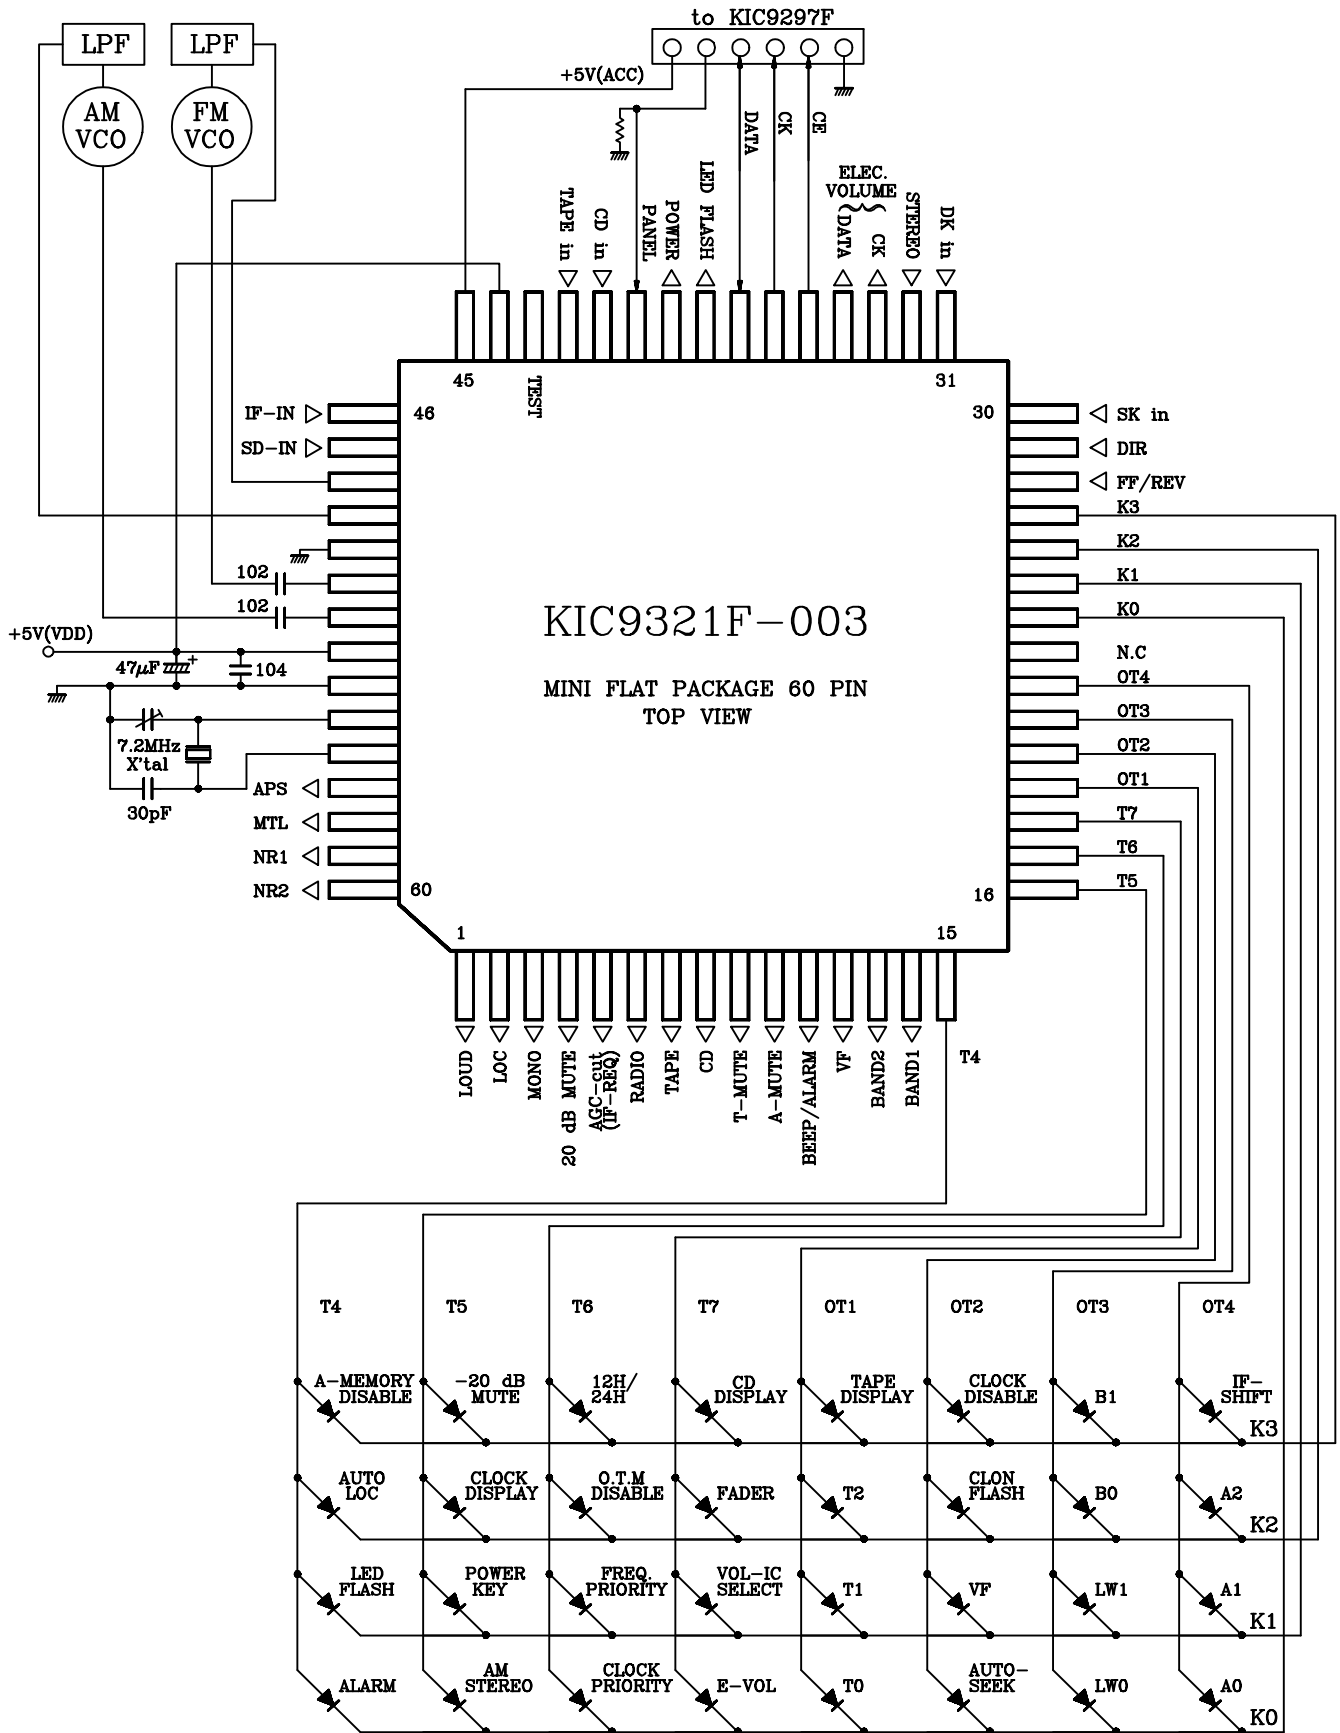 to KIC9297F
LPF
LPF
+5V(ACC)
AM
VCO
FM
VCO
DATA
CK
CE
TAPE in
CD in
PANEL
POWER
LED FLASH
ELEC.
VOLUME
DATA
CK
STEREO
DK in
45
TEST
31
46
30
IF-IN
SD-IN
SK in
DIR
FF/REV
K3
K2
K1
K0
N.C
OT4
OT3
OT2
OT1
T7
T6
T5
102
102
+5V(VDD)
47μF
+
104
KIC9321F-003
MINI FLAT PACKAGE 60 PIN
TOP VIEW
7.2MHz
X'tal
30pF
APS
MTL
NR1
NR2
60
16
1
15
LOUD
LOC
MONO
20 dB MUTE
AGC-cut
(IF-REQ)
RADIO
TAPE
CD
T-MUTE
A-MUTE
BEEP/ALARM
VF
BAND2
BAND1
T4
T4 T5 T6 T7 OT1 OT2 OT3 OT4
A-MEMORY
DISABLE
-20 dB
MUTE
12H/
24H
CD
DISPLAY
TAPE
DISPLAY
CLOCK
DISABLE
B1
IF-
SHIFT
K3
AUTO
LOC
CLOCK
DISPLAY
O.T.M
DISABLE
FADER
T2
CLON
FLASH
B0
A2
K2
LED
FLASH
POWER
KEY
FREQ.
PRIORITY
VOL-IC
SELECT
T1
VF
LW1
A1
K1
ALARM
AM
STEREO
CLOCK
PRIORITY
E-VOL
T0
AUTO-
SEEK
LW0
A0
K0